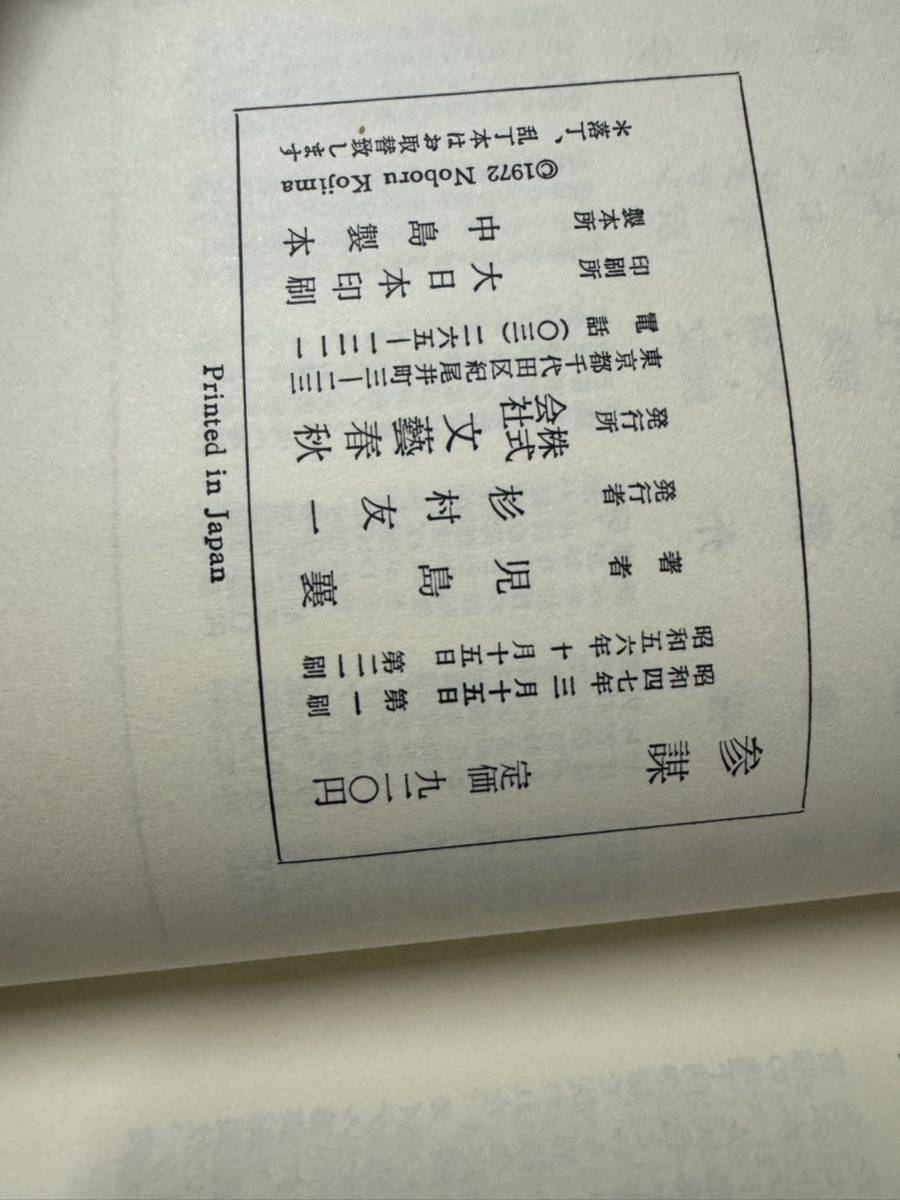 参謀 定価 九二〇円
昭和四七年三月十五日 第一刷
昭和五六年十月十五日 第二一刷
著者 児島襄
発行者 杉村友一
発行所 株式会社 文藝春秋
東京都千代田区紀尾井町三―二三
電話 (〇三) 二六五―一二一一
印刷所 大日本印刷
製本所 中島製本
©1972 Noboru Kojima
＊落丁、乱丁本はお取替致します
Printed in Japan